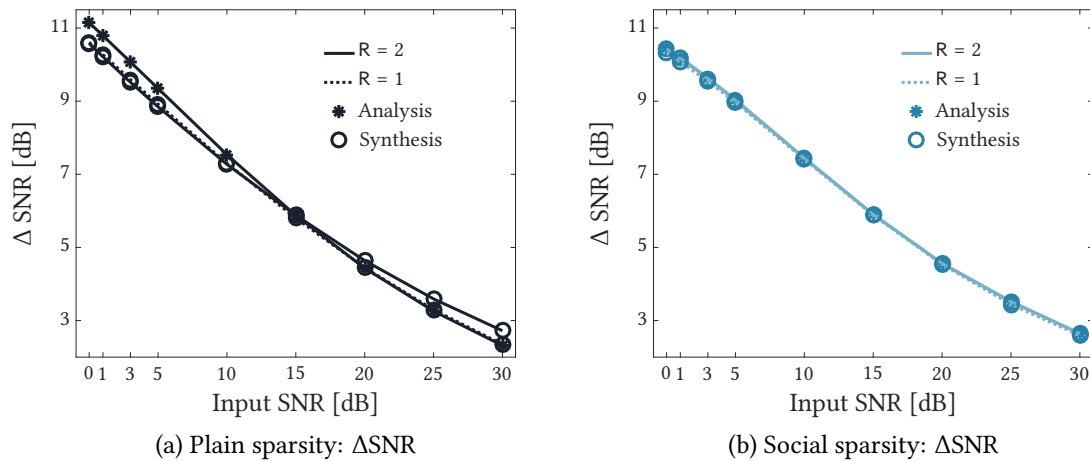 11
9
7
5
3
Δ SNR [dB]
R = 2
R = 1
Analysis
Synthesis
0 1 3 5 10 15 20 25 30
Input SNR [dB]
(a) Plain sparsity: ΔSNR
11
9
7
5
3
Δ SNR [dB]
R = 2
R = 1
Analysis
Synthesis
0 1 3 5 10 15 20 25 30
Input SNR [dB]
(b) Social sparsity: ΔSNR